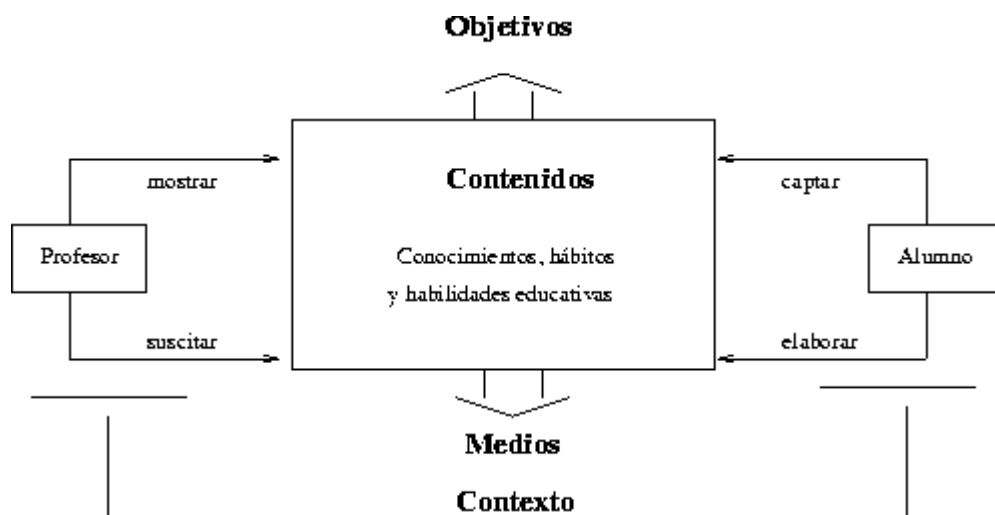 Objetivos
mostrar
Contenidos
captar
Profesor
Conocimientos, hábitos
y habilidades educativas
Alumno
suscitar
elaborar
Medios
Contexto